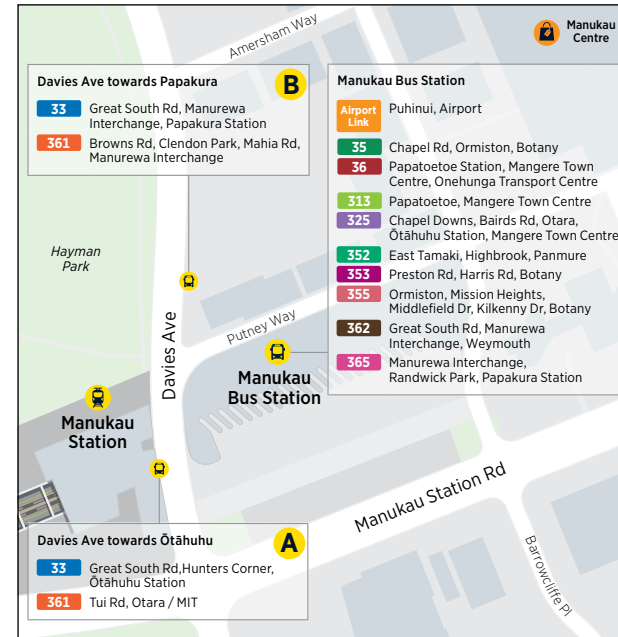 Amersham Way
Manukau
Centre
Davies Ave towards Papakura
B
33 Great South Rd, Manurewa
Interchange, Papakura Station
361 Browns Rd, Clendon Park, Mahia Rd,
Manurewa Interchange
Manukau Bus Station
Airport
Link
Puhinui, Airport
35 Chapel Rd, Ormiston, Botany
36 Papatoetoe Station, Mangere Town
Centre, Onehunga Transport Centre
313 Papatoetoe, Mangere Town Centre
325 Chapel Downs, Bairds Rd, Otara,
Ōtāhuhu Station, Mangere Town Centre
352 East Tamaki, Highbrook, Panmure
353 Preston Rd, Harris Rd, Botany
355 Ormiston, Mission Heights,
Middlefield Dr, Kilkenny Dr, Botany
362 Great South Rd, Manurewa
Interchange, Weymouth
365 Manurewa Interchange,
Randwick Park, Papakura Station
Hayman
Park
Davies Ave
Putney Way
Manukau
Bus Station
Manukau
Station
Manukau Station Rd
Barrowcliffe Pl
Davies Ave towards Ōtāhuhu
A
33 Great South Rd,Hunters Corner,
Ōtāhuhu Station
361 Tui Rd, Otara / MIT